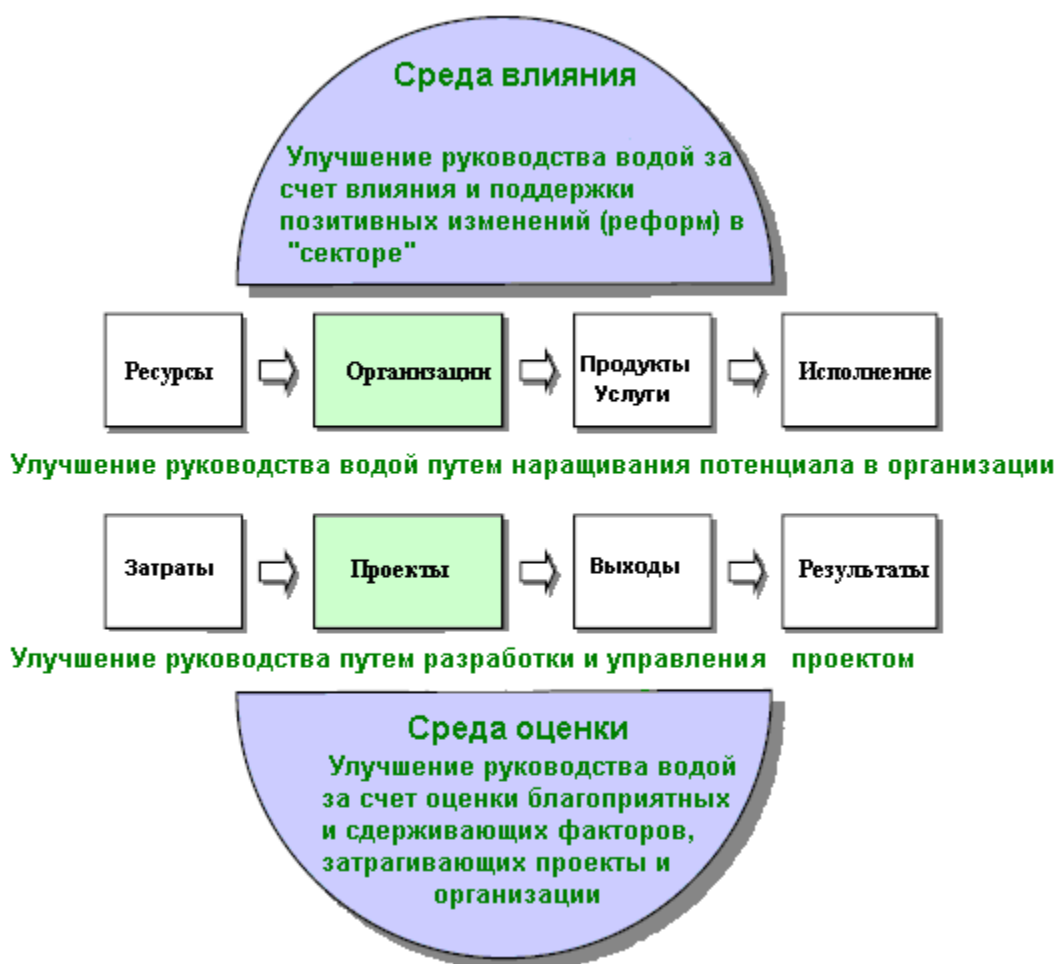 Среда влияния
Улучшение руководства водой за
счет влияния и поддержки
позитивных изменений (реформ) в
"секторе"
Ресурсы
Организации
Продукты
Услуги
Исполнение
Улучшение руководства водой путем наращивания потенциала в организации
Затраты
Проекты
Выходы
Результаты
Улучшение руководства путем разработки и управления проектом
Среда оценки
Улучшение руководства водой
за счет оценки благоприятных
и сдерживающих факторов,
затрагивающих проекты и
организации